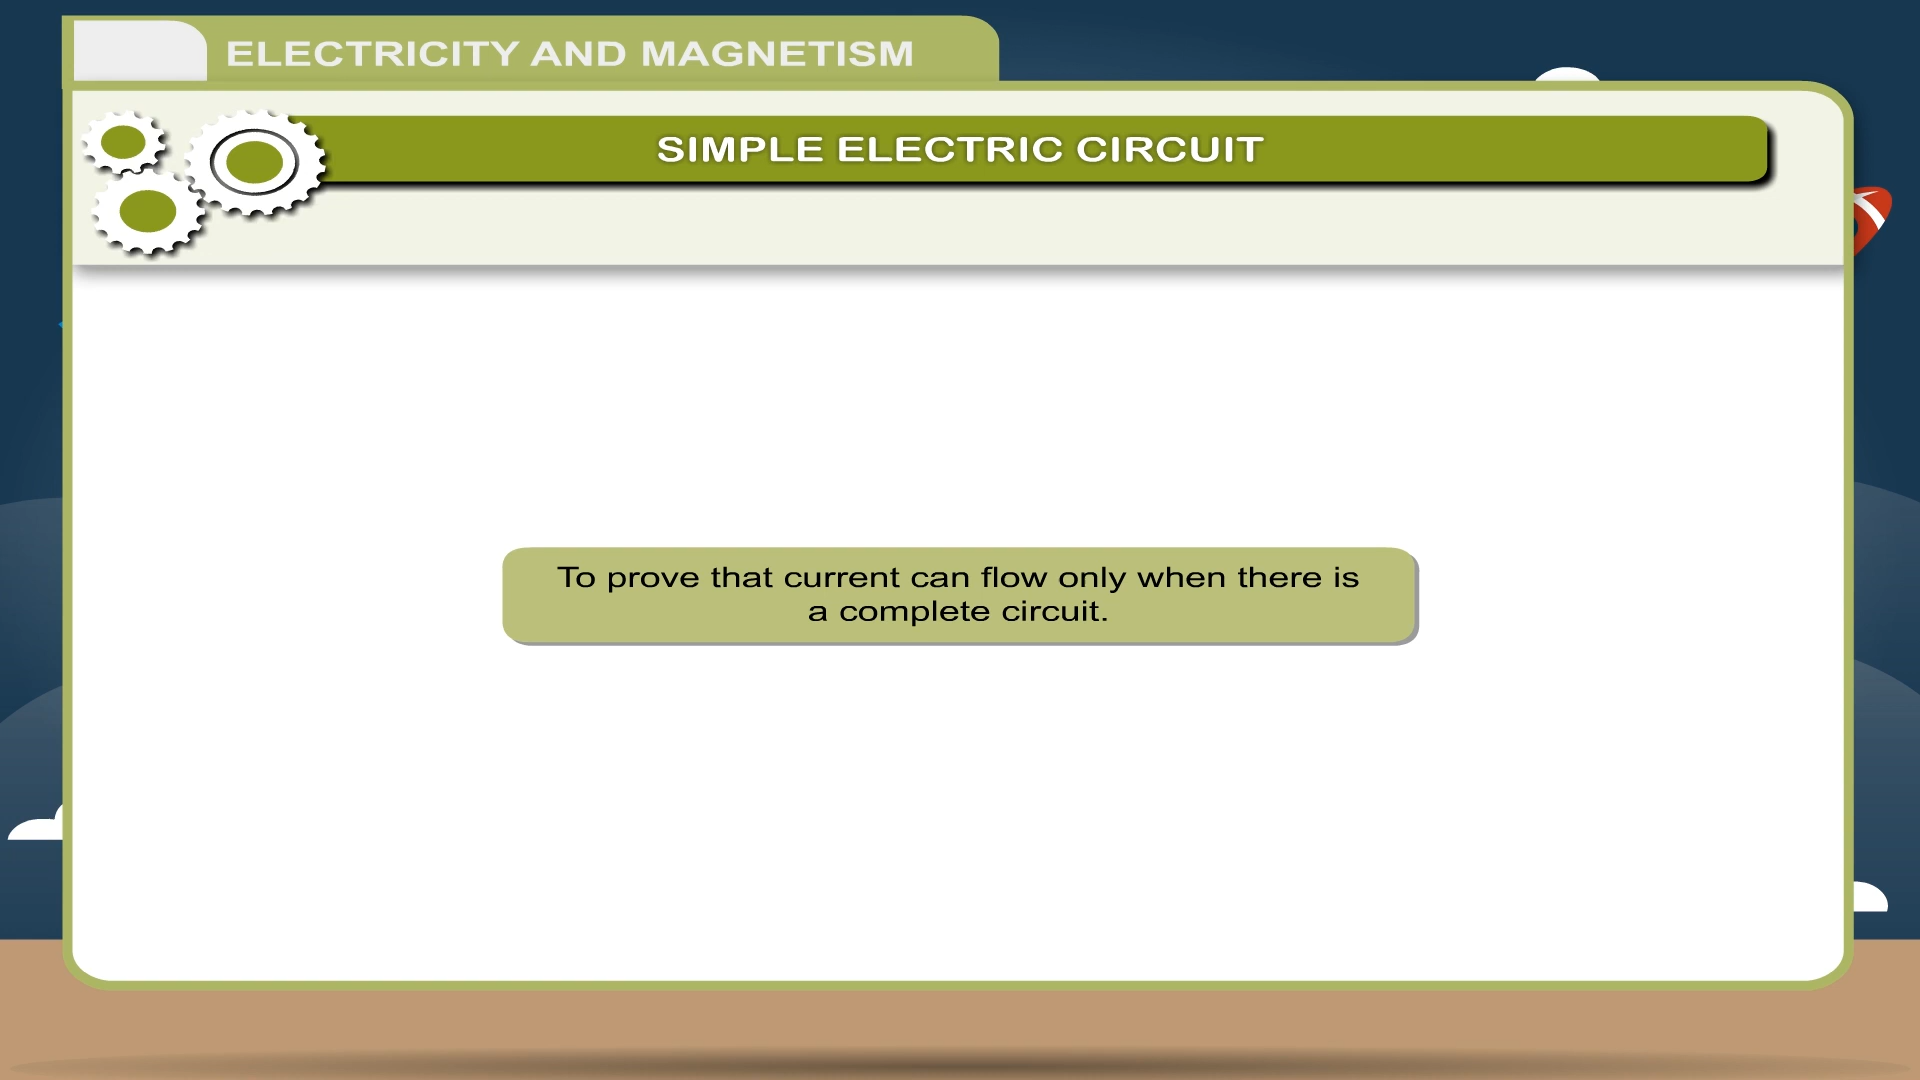 ELECTRICITY AND MAGNETISM
SIMPLE ELECTRIC CIRCUIT
To prove that current can flow only when there is
a complete circuit.